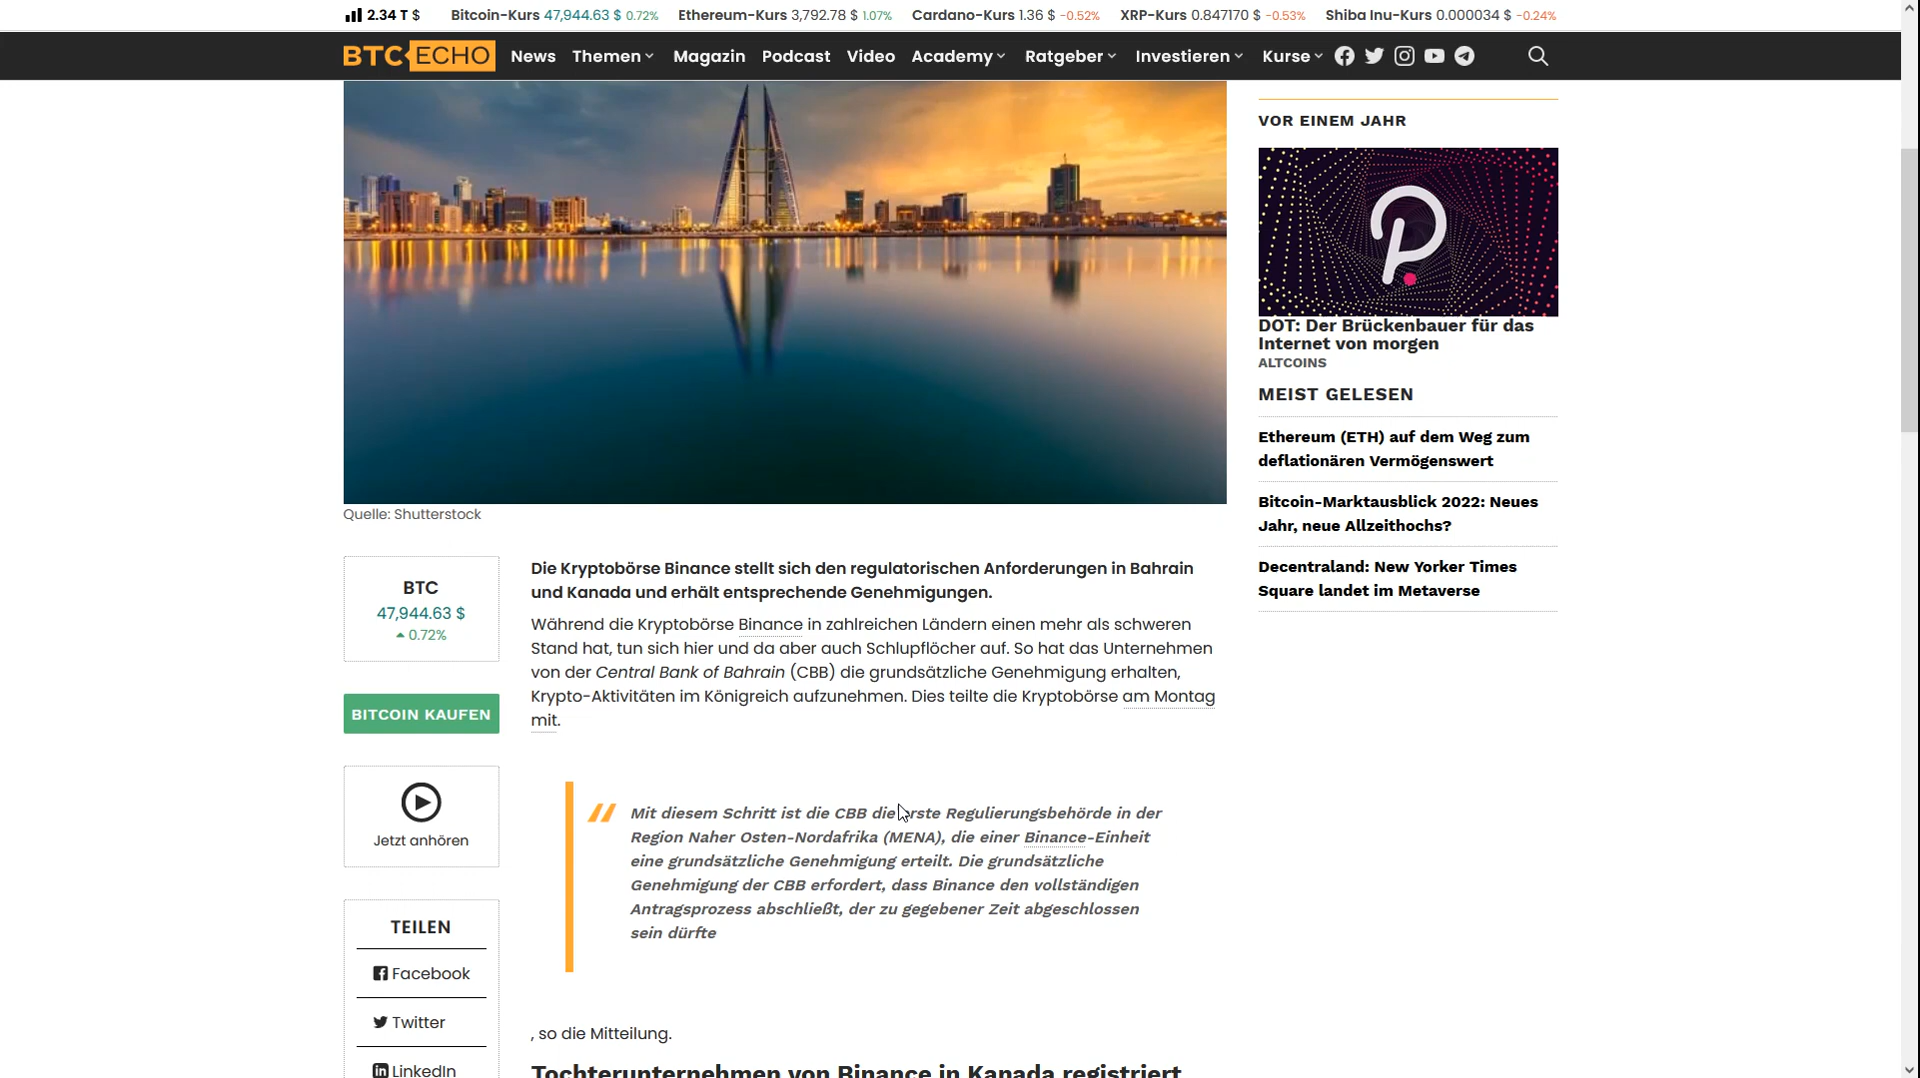 2.34 T $ Bitcoin-Kurs 47,944.63 $ 0.72% Ethereum-Kurs 3,792.78 $ 1.07% Cardano-Kurs 1.36 $ -0.52% XRP-Kurs 0.847170 $ -0.53% Shiba Inu-Kurs 0.000034 $ -0.24%
BTC ECHO News Themen Magazin Podcast Video Academy Ratgeber Investieren Kurse
Quelle: Shutterstock
BTC
47,944.63 $
0.72%
BITCOIN KAUFEN
Jetzt anhören
TEILEN
Facebook
Twitter
LinkedIn
Die Kryptobörse Binance stellt sich den regulatorischen Anforderungen in Bahrain
und Kanada und erhält entsprechende Genehmigungen.
Während die Kryptobörse Binance in zahlreichen Ländern einen mehr als schweren
Stand hat, tun sich hier und da aber auch Schlupflöcher auf. So hat das Unternehmen
von der Central Bank of Bahrain (CBB) die grundsätzliche Genehmigung erhalten,
Krypto-Aktivitäten im Königreich aufzunehmen. Dies teilte die Kryptobörse am Montag
mit.
Mit diesem Schritt ist die CBB die erste Regulierungsbehörde in der
Region Naher Osten-Nordafrika (MENA), die einer Binance-Einheit
eine grundsätzliche Genehmigung erteilt. Die grundsätzliche
Genehmigung der CBB erfordert, dass Binance den vollständigen
Antragsprozess abschließt, der zu gegebener Zeit abgeschlossen
sein dürfte
, so die Mitteilung.
Tochterunternehmen von Binance in Kanada registriert
VOR EINEM JAHR
DOT: Der Brückenbauer für das
Internet von morgen
ALTCOINS
MEIST GELESEN
Ethereum (ETH) auf dem Weg zum
deflationären Vermögenswert
Bitcoin-Marktausblick 2022: Neues
Jahr, neue Allzeithochs?
Decentraland: New Yorker Times
Square landet im Metaverse